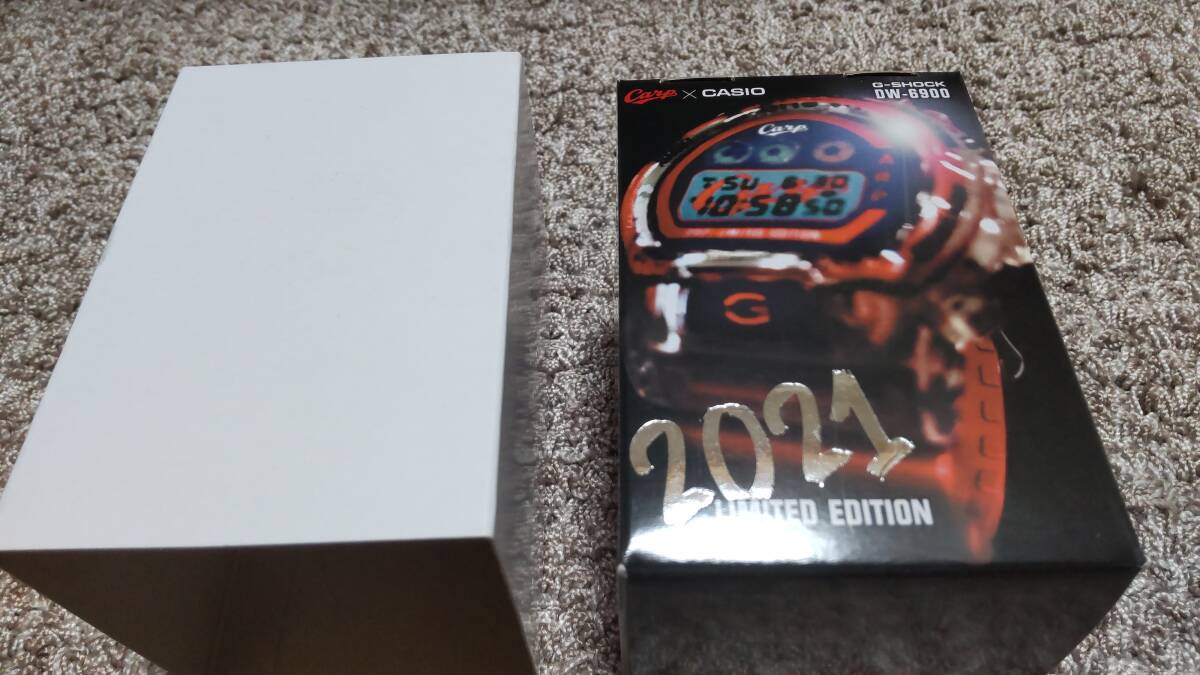 Carp × CASIO
G-SHOCK
DW-6900
Carp
10:58 50
G
2021
LIMITED EDITION